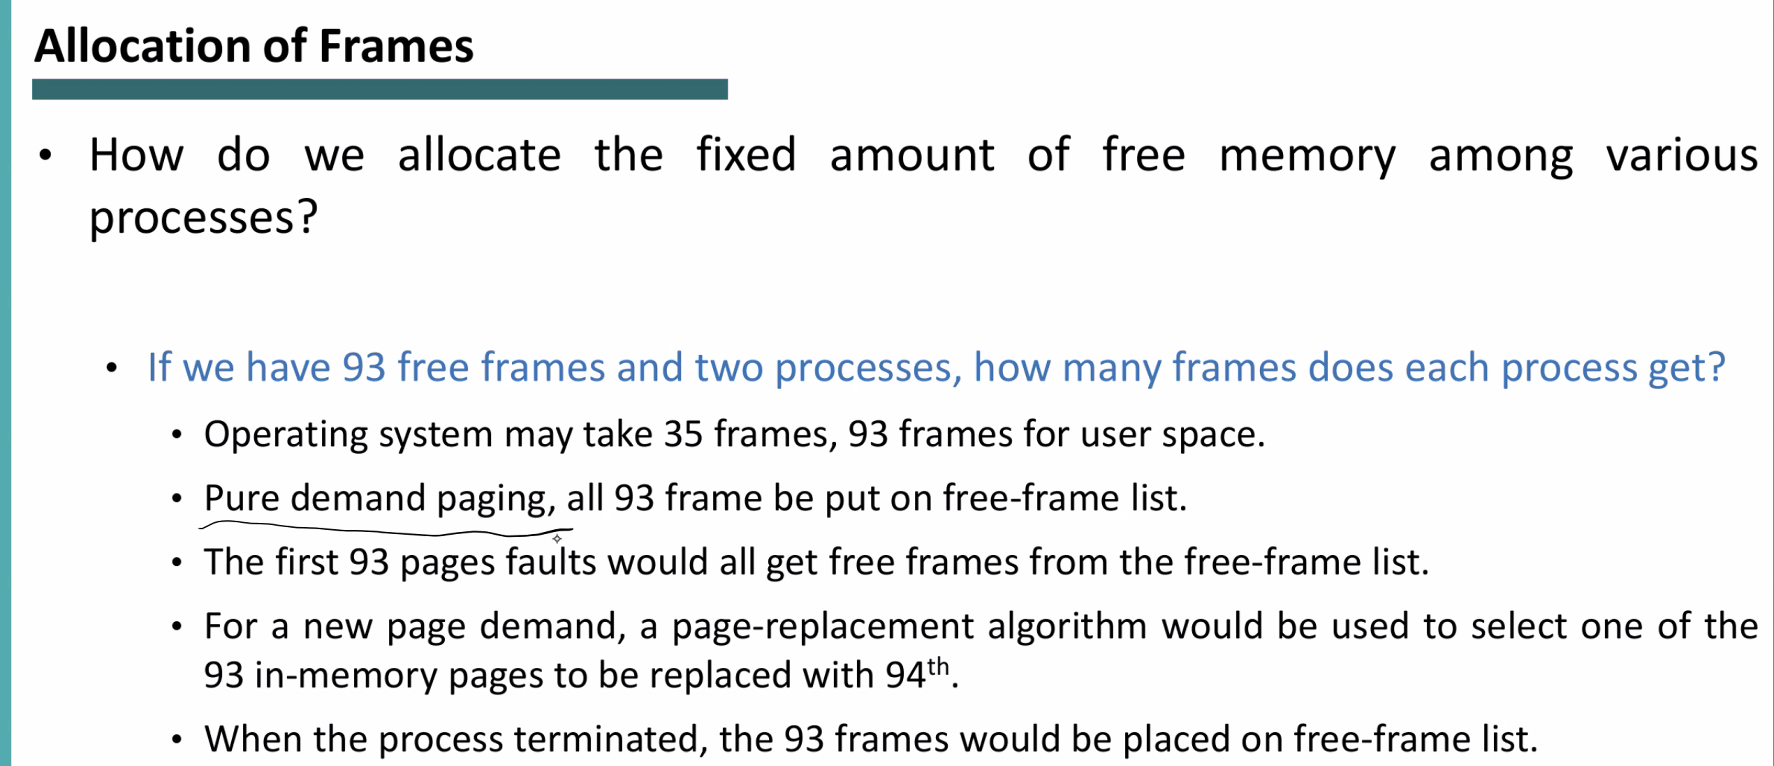 Allocation of Frames
• How do we allocate the fixed amount of free memory among various
processes?
• If we have 93 free frames and two processes, how many frames does each process get?
• Operating system may take 35 frames, 93 frames for user space.
• Pure demand paging, all 93 frame be put on free-frame list.
• The first 93 pages faults would all get free frames from the free-frame list.
• For a new page demand, a page-replacement algorithm would be used to select one of the
93 in-memory pages to be replaced with 94th.
• When the process terminated, the 93 frames would be placed on free-frame list.